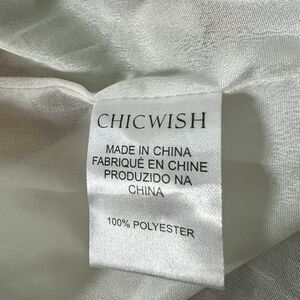 CHICWISH
MADE IN CHINA
FABRIQUÉ EN CHINE
PRODUZIDO NA
CHINA
100% POLYESTER